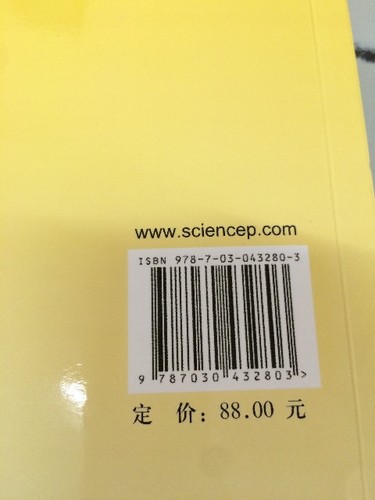 www.sciencep.com
ISBN 978-7-03-043280-3
9 787030 432803 >
定 价: 88.00 元